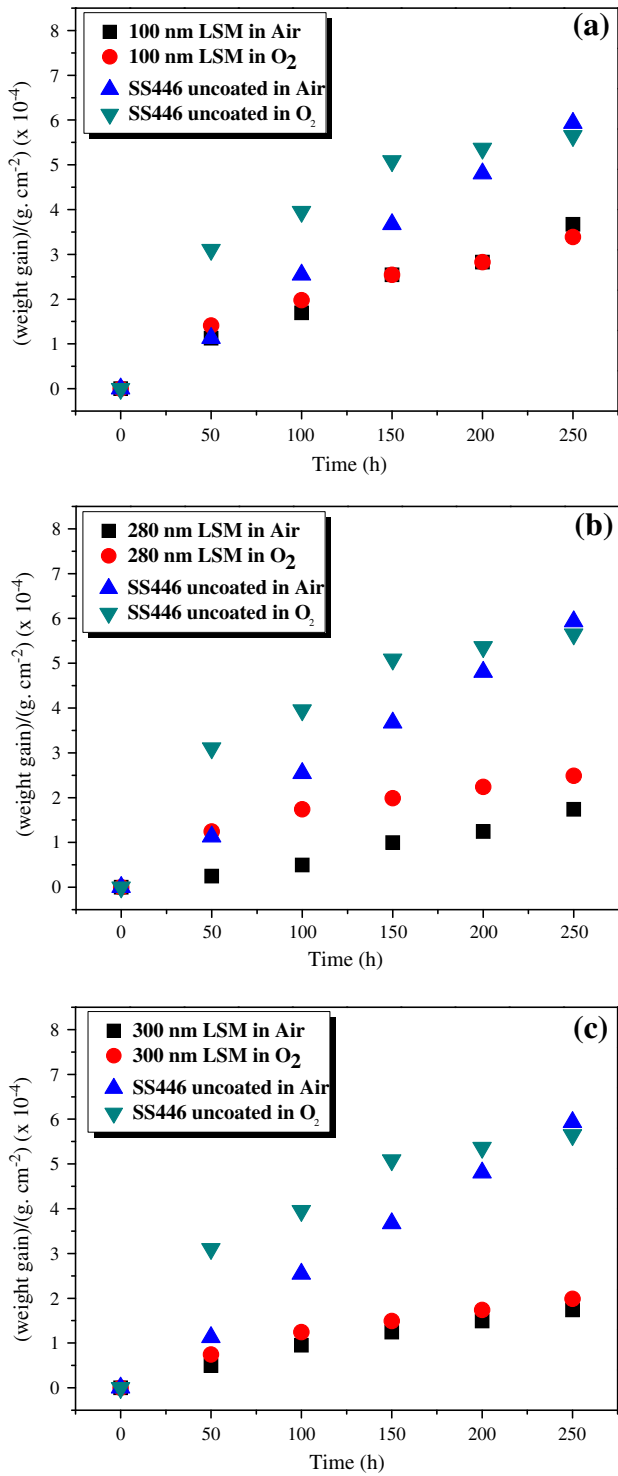 (a)
100 nm LSM in Air
100 nm LSM in O2
SS446 uncoated in Air
SS446 uncoated in O2
(weight gain)/(g. cm-2) (x 10-4)
8
7
6
5
4
3
2
1
0
0 50 100 150 200 250
Time (h)
(b)
280 nm LSM in Air
280 nm LSM in O2
SS446 uncoated in Air
SS446 uncoated in O2
(weight gain)/(g. cm-2) (x 10-4)
8
7
6
5
4
3
2
1
0
0 50 100 150 200 250
Time (h)
(c)
300 nm LSM in Air
300 nm LSM in O2
SS446 uncoated in Air
SS446 uncoated in O2
(weight gain)/(g. cm-2) (x 10-4)
8
7
6
5
4
3
2
1
0
0 50 100 150 200 250
Time (h)